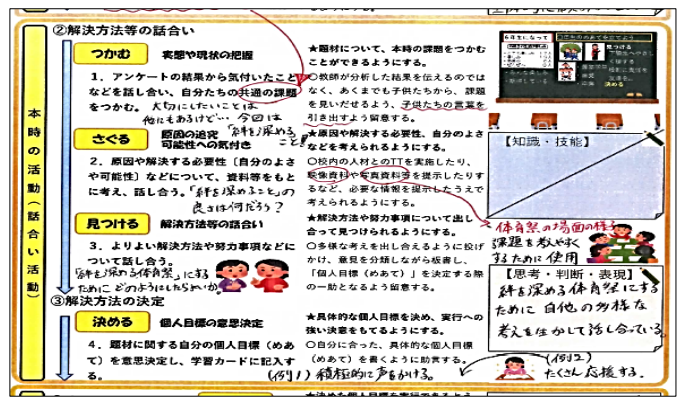 ②解決方法等の話合い
本時の活動（話合い活動）
つかむ 実態や現状の把握
1．アンケートの結果から気付いたこと
などを話し合い、自分たちの共通の課題
をつかむ。
大切にしたいことは
他にもあるけど… 今回は
「絆を深める
こと」
さぐる 原因の追究
可能性への気付き
2．原因や解決する必要性〔自分のよさ
や可能性〕などについて、資料等をもと
に考え、話し合う。
「絆を深めること」の
良さは何だろう？
見つける 解決方法等の話合い
3．よりよい解決方法や努力事項などに
ついて話し合う。
「絆を深める体育祭」にする
ために どのようにしたらいいか。
③解決方法の決定
決める 個人目標の意思決定
4．題材に関する自分の個人目標（めあ
て）を意思決定し、学習カードに記入す
る。
（例1）積極的に声をかける。
★題材について、本時の課題をつかむ
ことができるようにする。
○教師が分析した結果を伝えるのでは
なく、あくまでも子供たちから、課題
を見いだせるよう、子供たちの言葉を
引き出すよう留意する。
★原因や解決する必要性、自分のよさ
などを考えられるようにする。
○校内の人材とのTTを実施したり、
映像資料や写真資料等を提示したりす
るなど、必要な情報を提示したうえで
考えられるようにする。
★解決方法や努力事項について出し
合って見つけられるようにする。
○多様な考えを出し合えるように投げ
かけ、意見を分類しながら板書し、
「個人目標（めあて）」を決定する際
の一助となるよう留意する。
★具体的な個人目標を決め、実行への
強い決意をもてるようにする。
○自分に合った、具体的な個人目標
（めあて）を書くように助言する。
6年生になって
見つける
決める
【知識・技能】
体育祭の場面の様子
課題を教えやすく
するために使用
【思考・判断・表現】
絆を深める体育祭にする
ために自他の多様な
考えを生かして話し合っている。
（例2）
たくさん応援する。